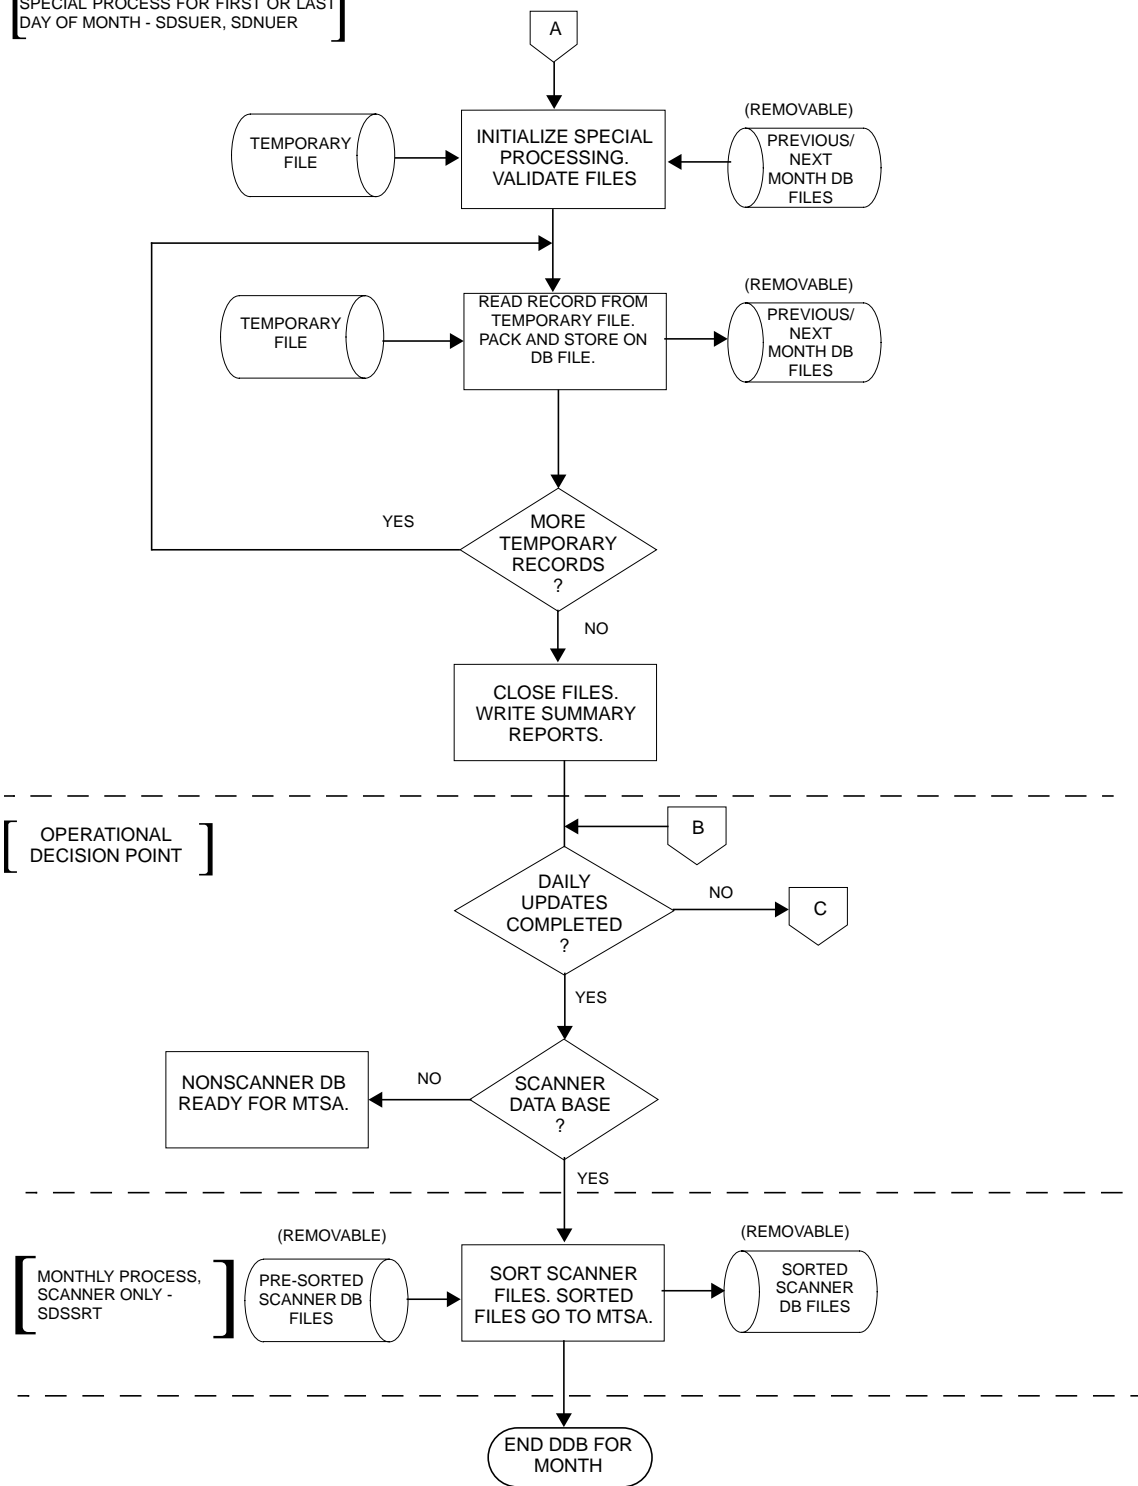 SPECIAL PROCESS FOR FIRST OR LAST
DAY OF MONTH - SDSUER, SDNUER
A
TEMPORARY
FILE
INITIALIZE SPECIAL
PROCESSING.
VALIDATE FILES
(REMOVABLE)
PREVIOUS/
NEXT
MONTH DB
FILES
TEMPORARY
FILE
READ RECORD FROM
TEMPORARY FILE.
PACK AND STORE ON
DB FILE.
(REMOVABLE)
PREVIOUS/
NEXT
MONTH DB
FILES
YES
MORE
TEMPORARY
RECORDS
?
NO
CLOSE FILES.
WRITE SUMMARY
REPORTS.
OPERATIONAL
DECISION POINT
B
DAILY
UPDATES
COMPLETED
?
NO
C
YES
NONSCANNER DB
READY FOR MTSA.
NO
SCANNER
DATA BASE
?
YES
MONTHLY PROCESS,
SCANNER ONLY -
SDSSRT
(REMOVABLE)
PRE-SORTED
SCANNER DB
FILES
SORT SCANNER
FILES. SORTED
FILES GO TO MTSA.
(REMOVABLE)
SORTED
SCANNER
DB FILES
END DDB FOR
MONTH